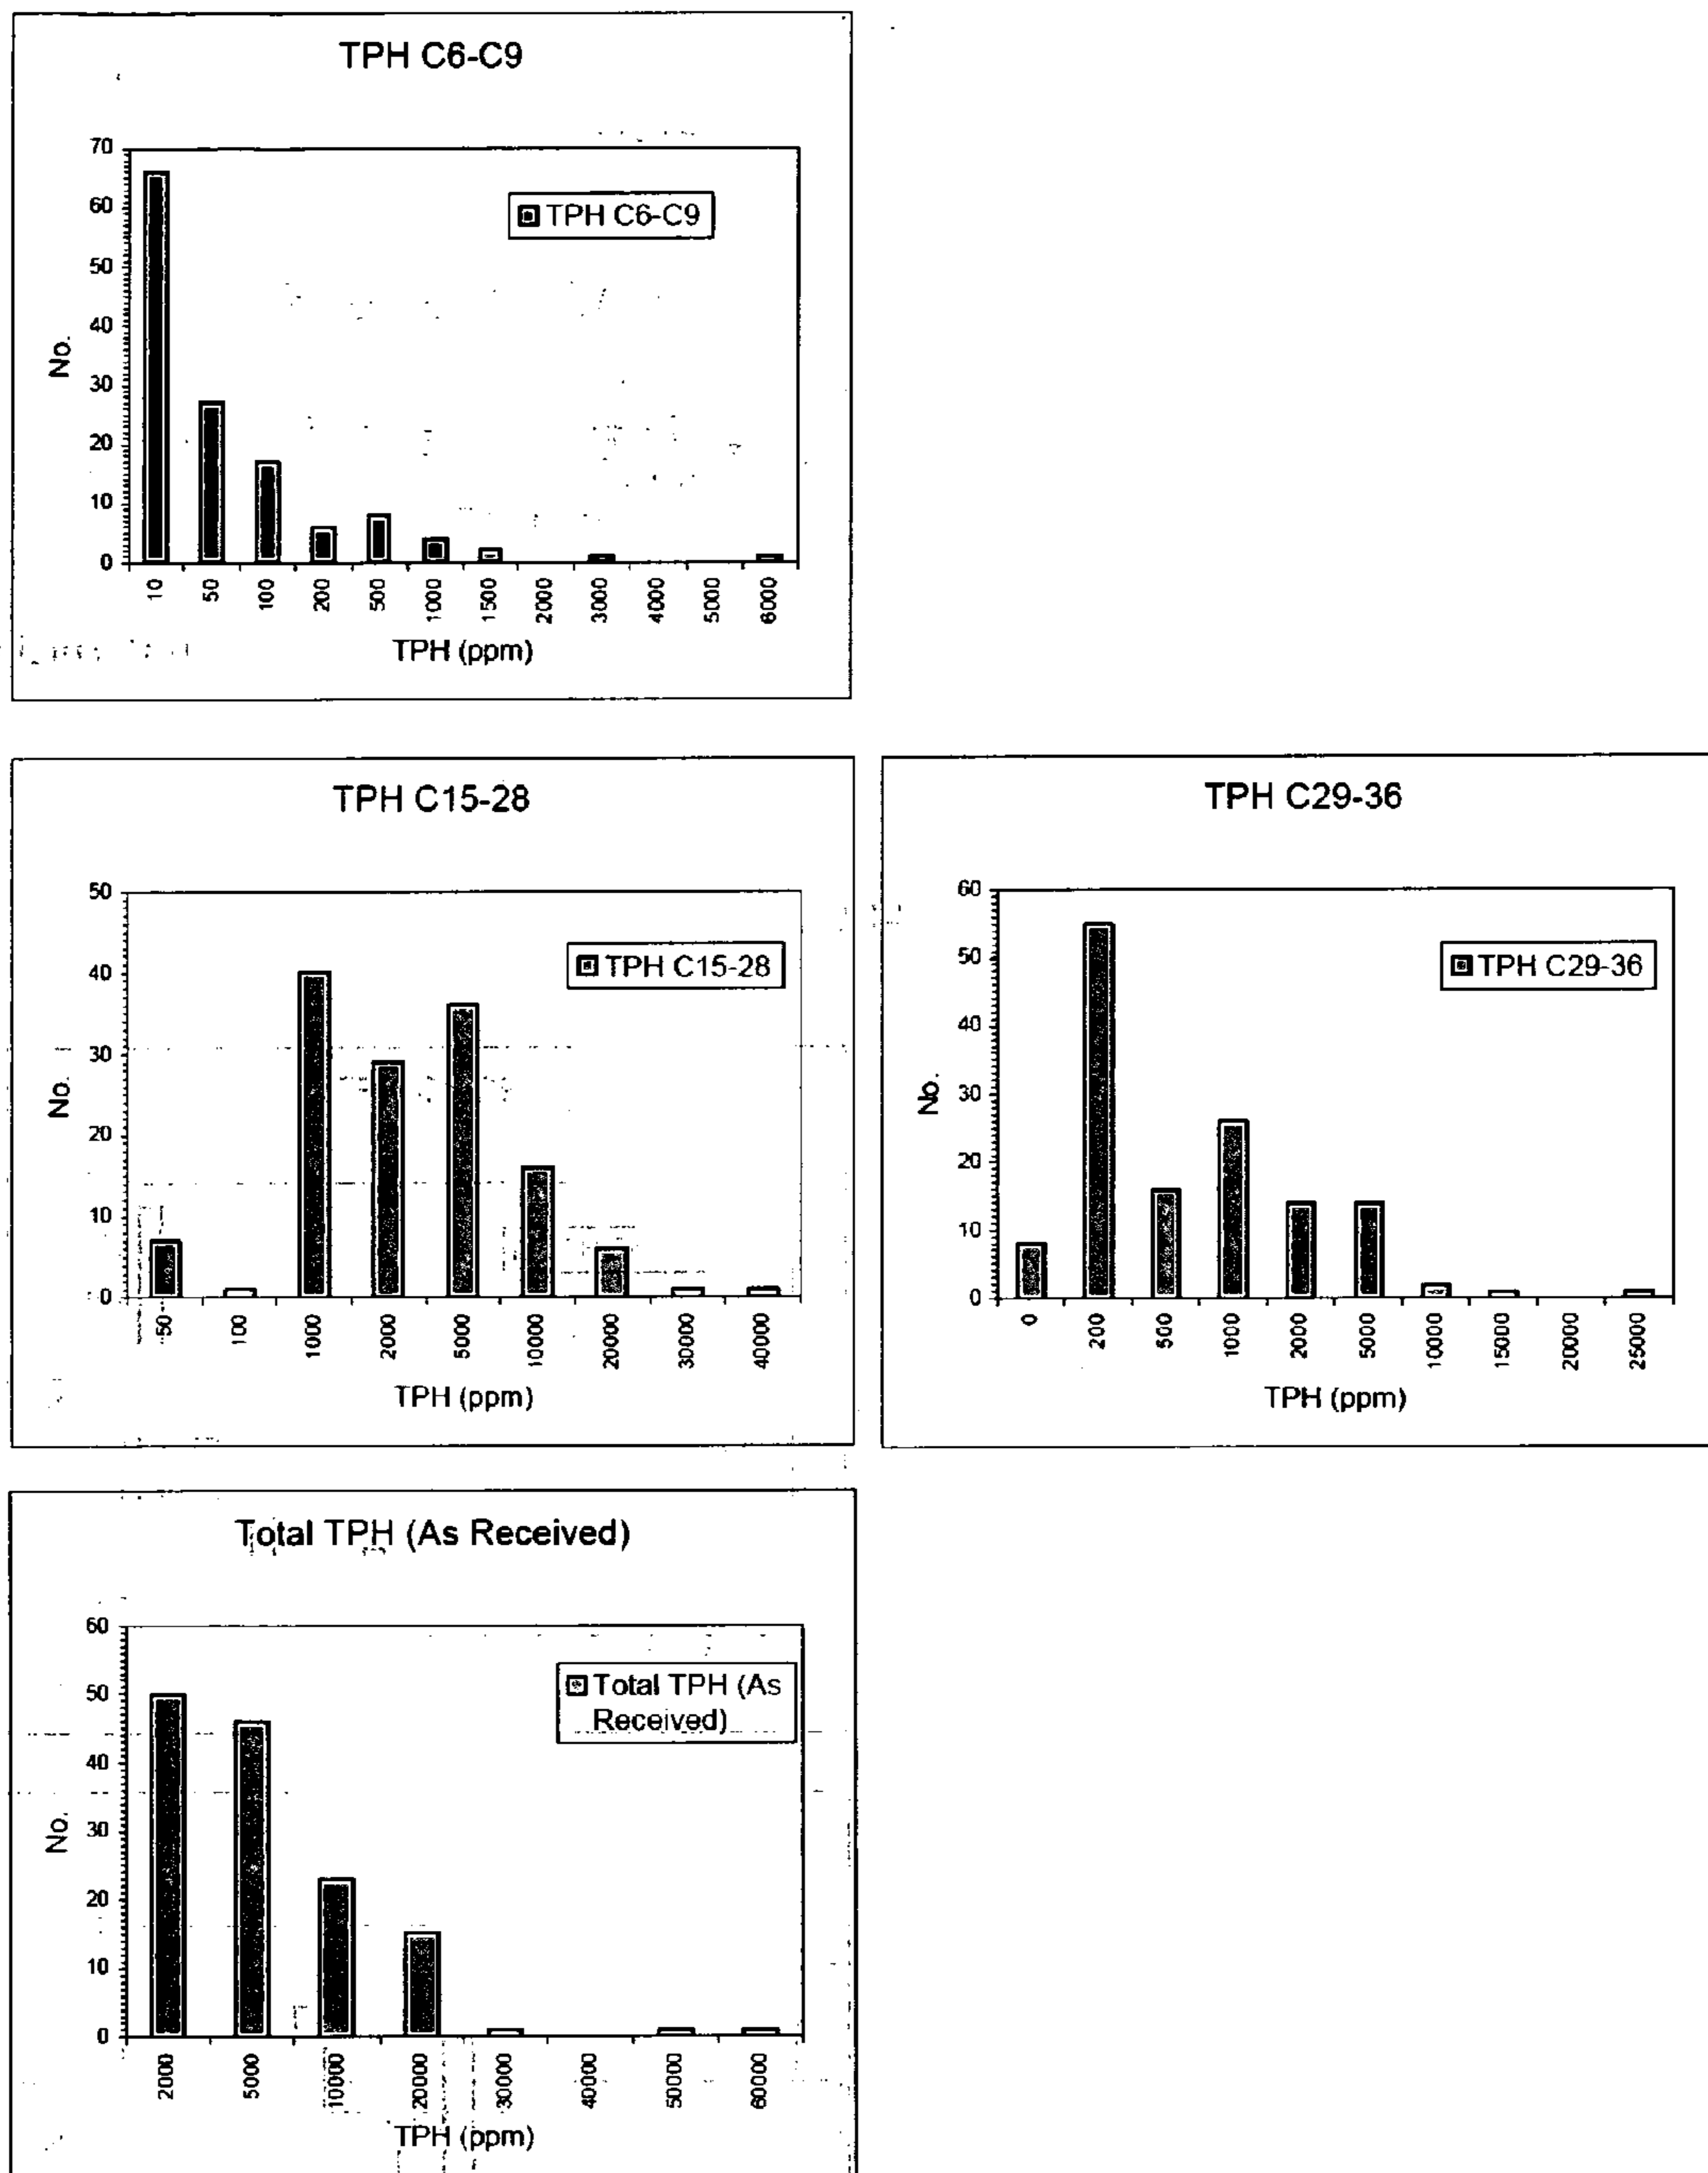 TPH C6-C9
70
60
50
40
30
20
10
0
No.
TPH C6-C9
10 50 100 200 500 1000 1500 2000 3000 4000 5000 6000
TPH (ppm)
TPH C15-28
50
40
30
20
10
0
No.
TPH C15-28
50 100 1000 2000 5000 10000 20000 30000 40000
TPH (ppm)
TPH C29-36
60
50
40
30
20
10
0
No.
TPH C29-36
0 200 500 1000 2000 5000 10000 15000 20000 25000
TPH (ppm)
Total TPH (As Received)
60
50
40
30
20
10
0
No.
Total TPH (As
Received)
2000 5000 10000 20000 30000 40000 50000 60000
TPH (ppm)